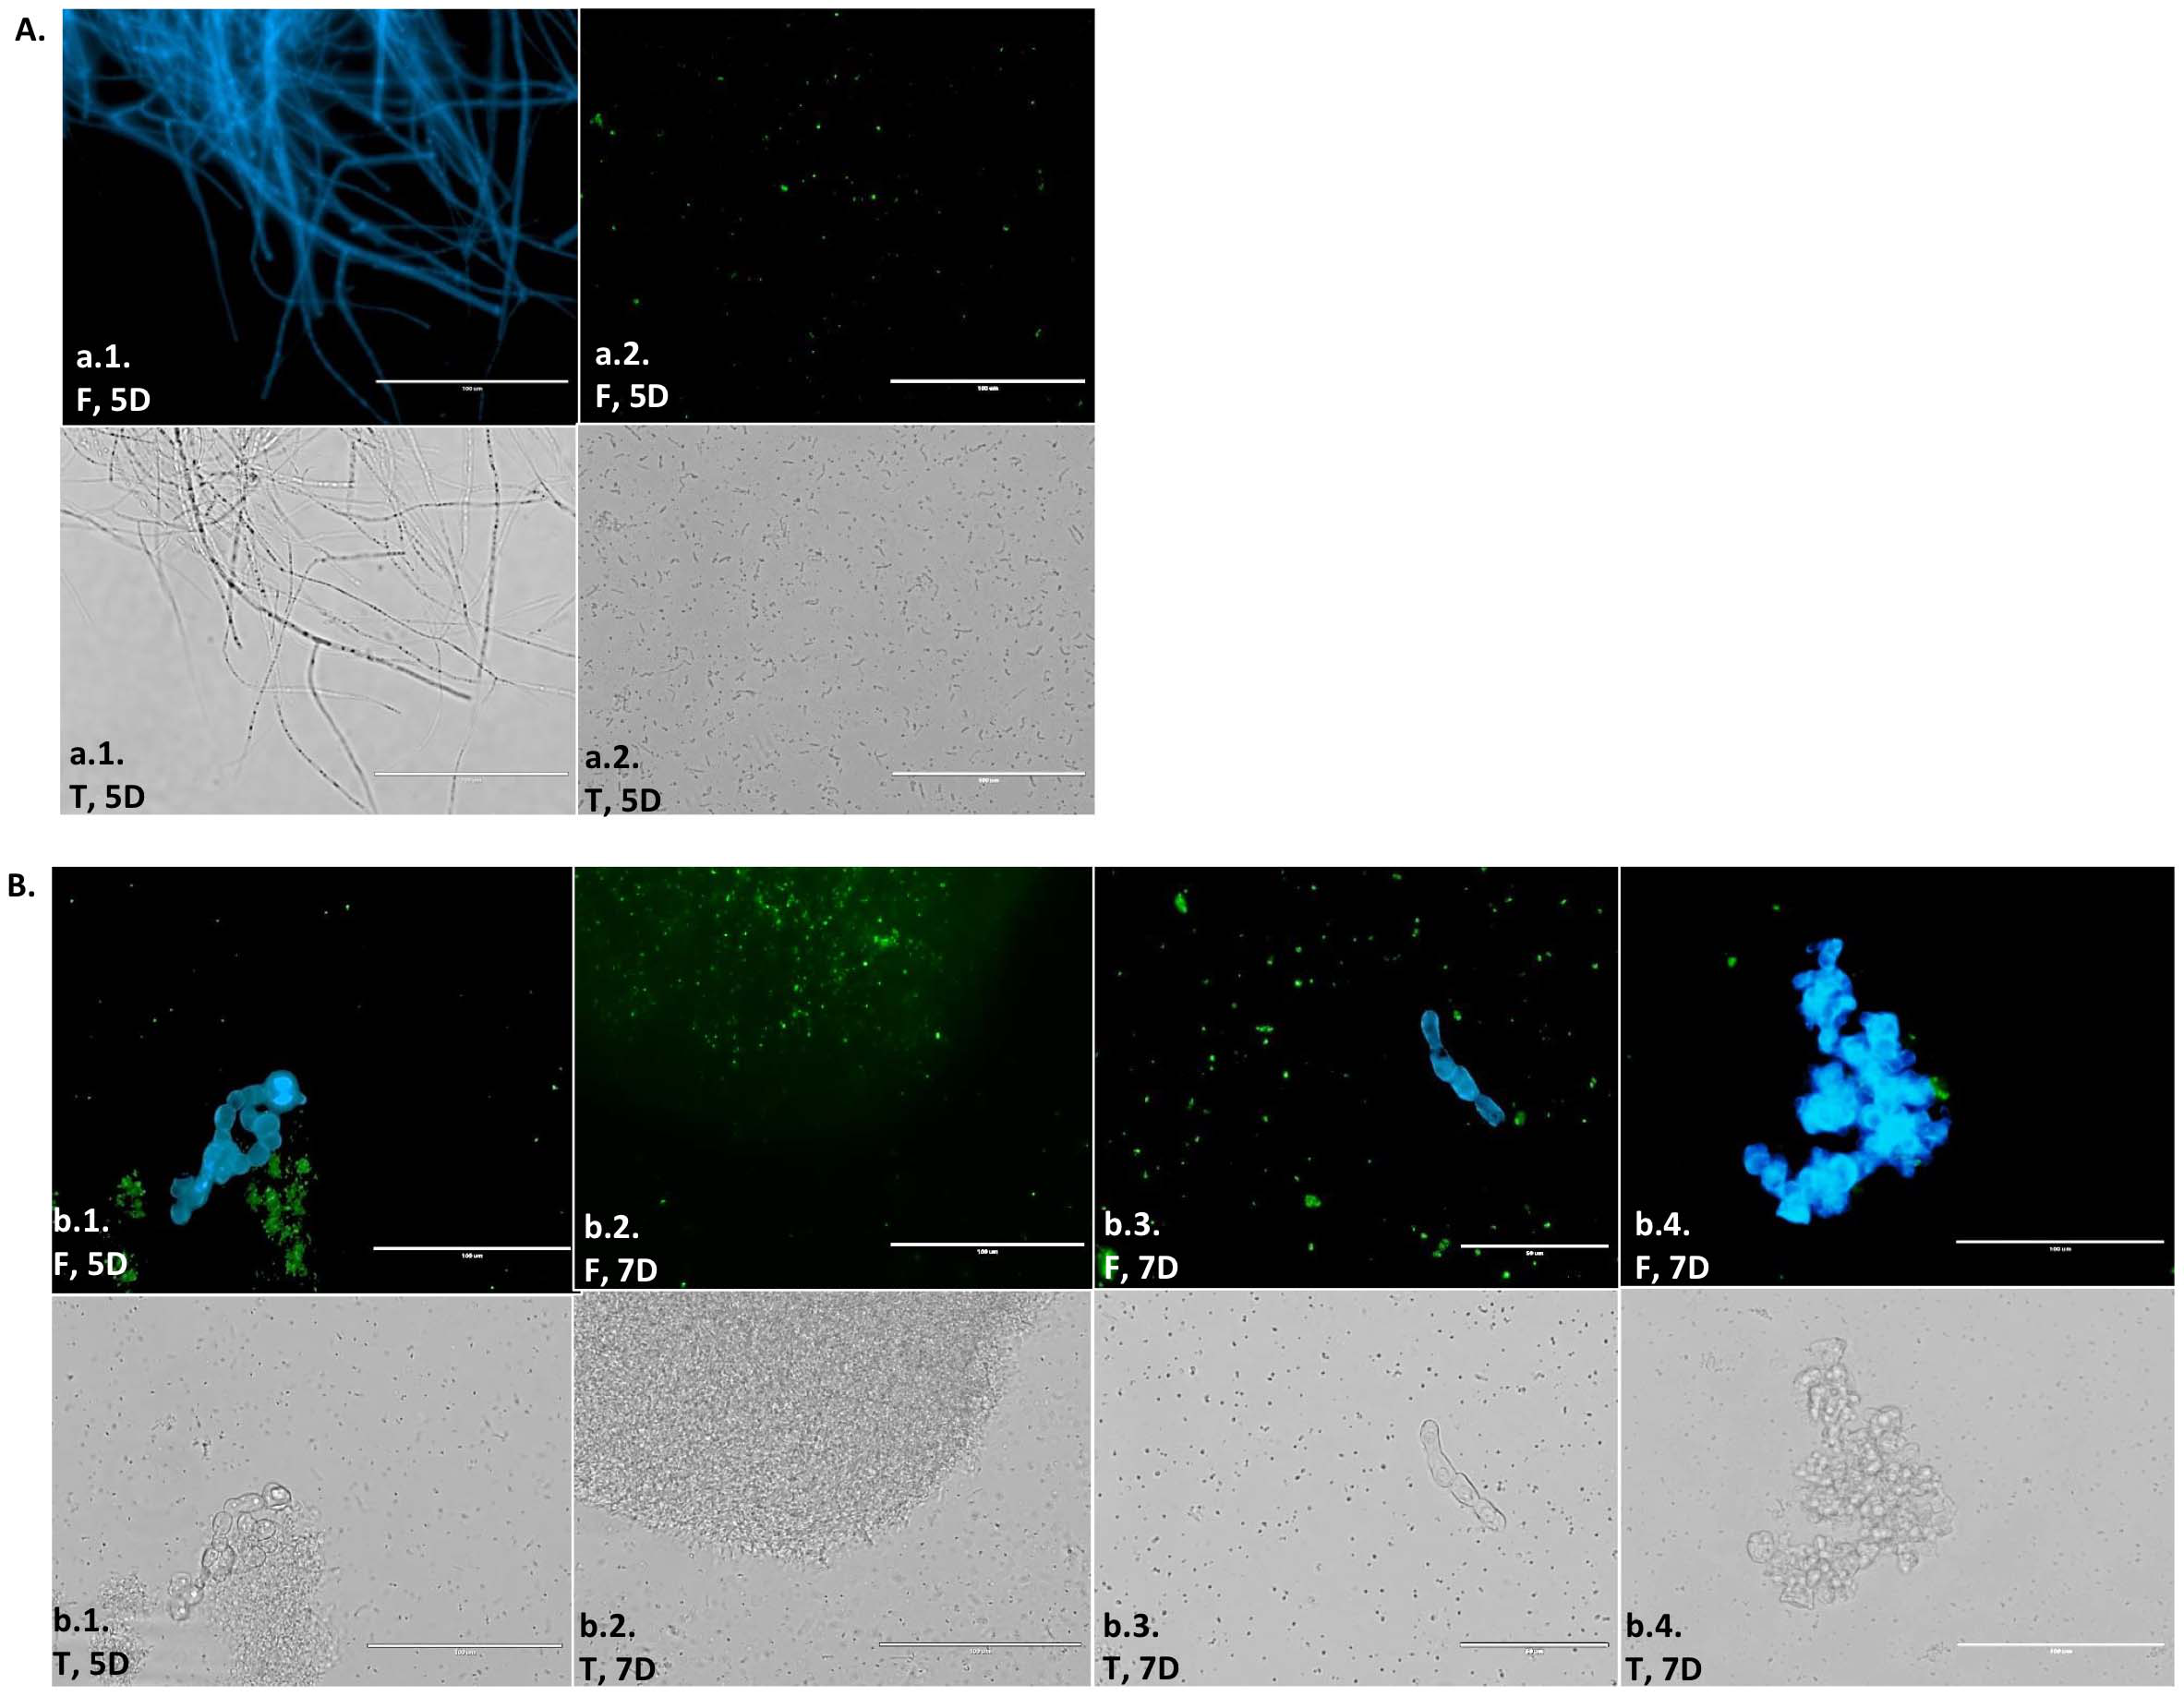 A.
a.1.
F, 5D
100 um
a.2.
F, 5D
100 um
a.1.
T, 5D
100 um
a.2.
T, 5D
100 um
B.
b.1.
F, 5D
100 um
b.2.
F, 7D
100 um
b.3.
F, 7D
50 um
b.4.
F, 7D
100 um
b.1.
T, 5D
100 um
b.2.
T, 7D
100 um
b.3.
T, 7D
50 um
b.4.
T, 7D
100 um